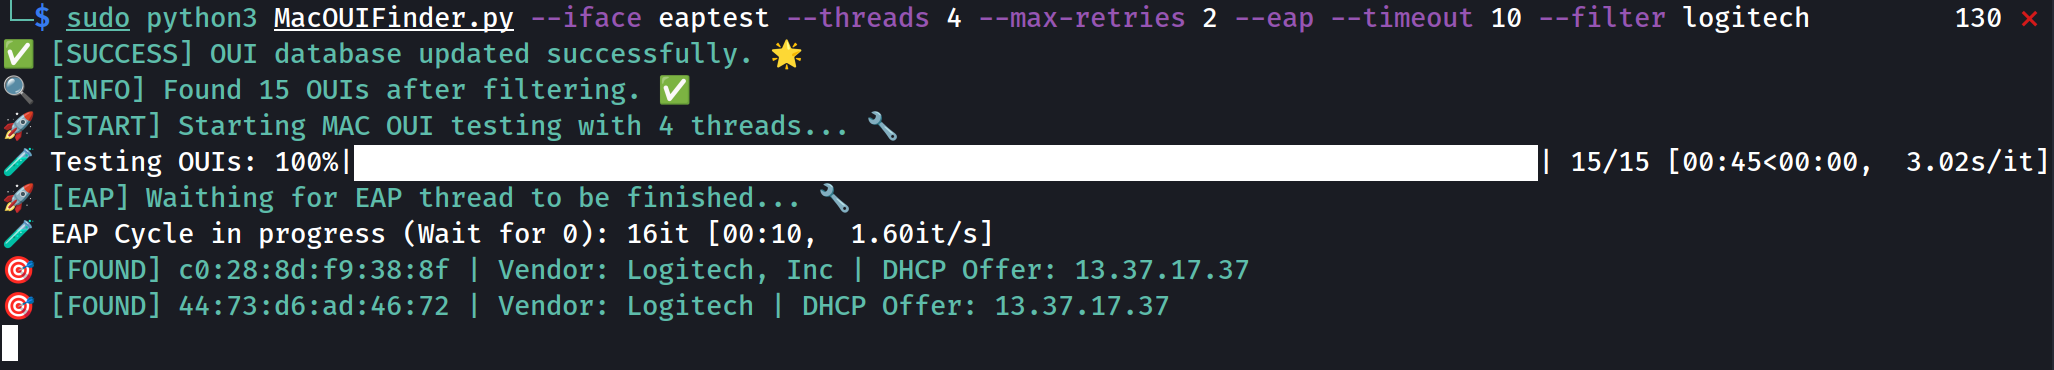 └─$ sudo python3 MacOUIFinder.py --iface eaptest --threads 4 --max-retries 2 --eap --timeout 10 --filter logitech 130 ⨯
✅ [SUCCESS] OUI database updated successfully. 🌟
🔍 [INFO] Found 15 OUIs after filtering. ✅
🚀 [START] Starting MAC OUI testing with 4 threads... 🔧
🧪 Testing OUIs: 100%|██████████| 15/15 [00:45<00:00,  3.02s/it]
🚀 [EAP] Waithing for EAP thread to be finished... 🔧
🧪 EAP Cycle in progress (Wait for 0): 16it [00:10,  1.60it/s]
🎯 [FOUND] c0:28:8d:f9:38:8f | Vendor: Logitech, Inc | DHCP Offer: 13.37.17.37
🎯 [FOUND] 44:73:d6:ad:46:72 | Vendor: Logitech | DHCP Offer: 13.37.17.37